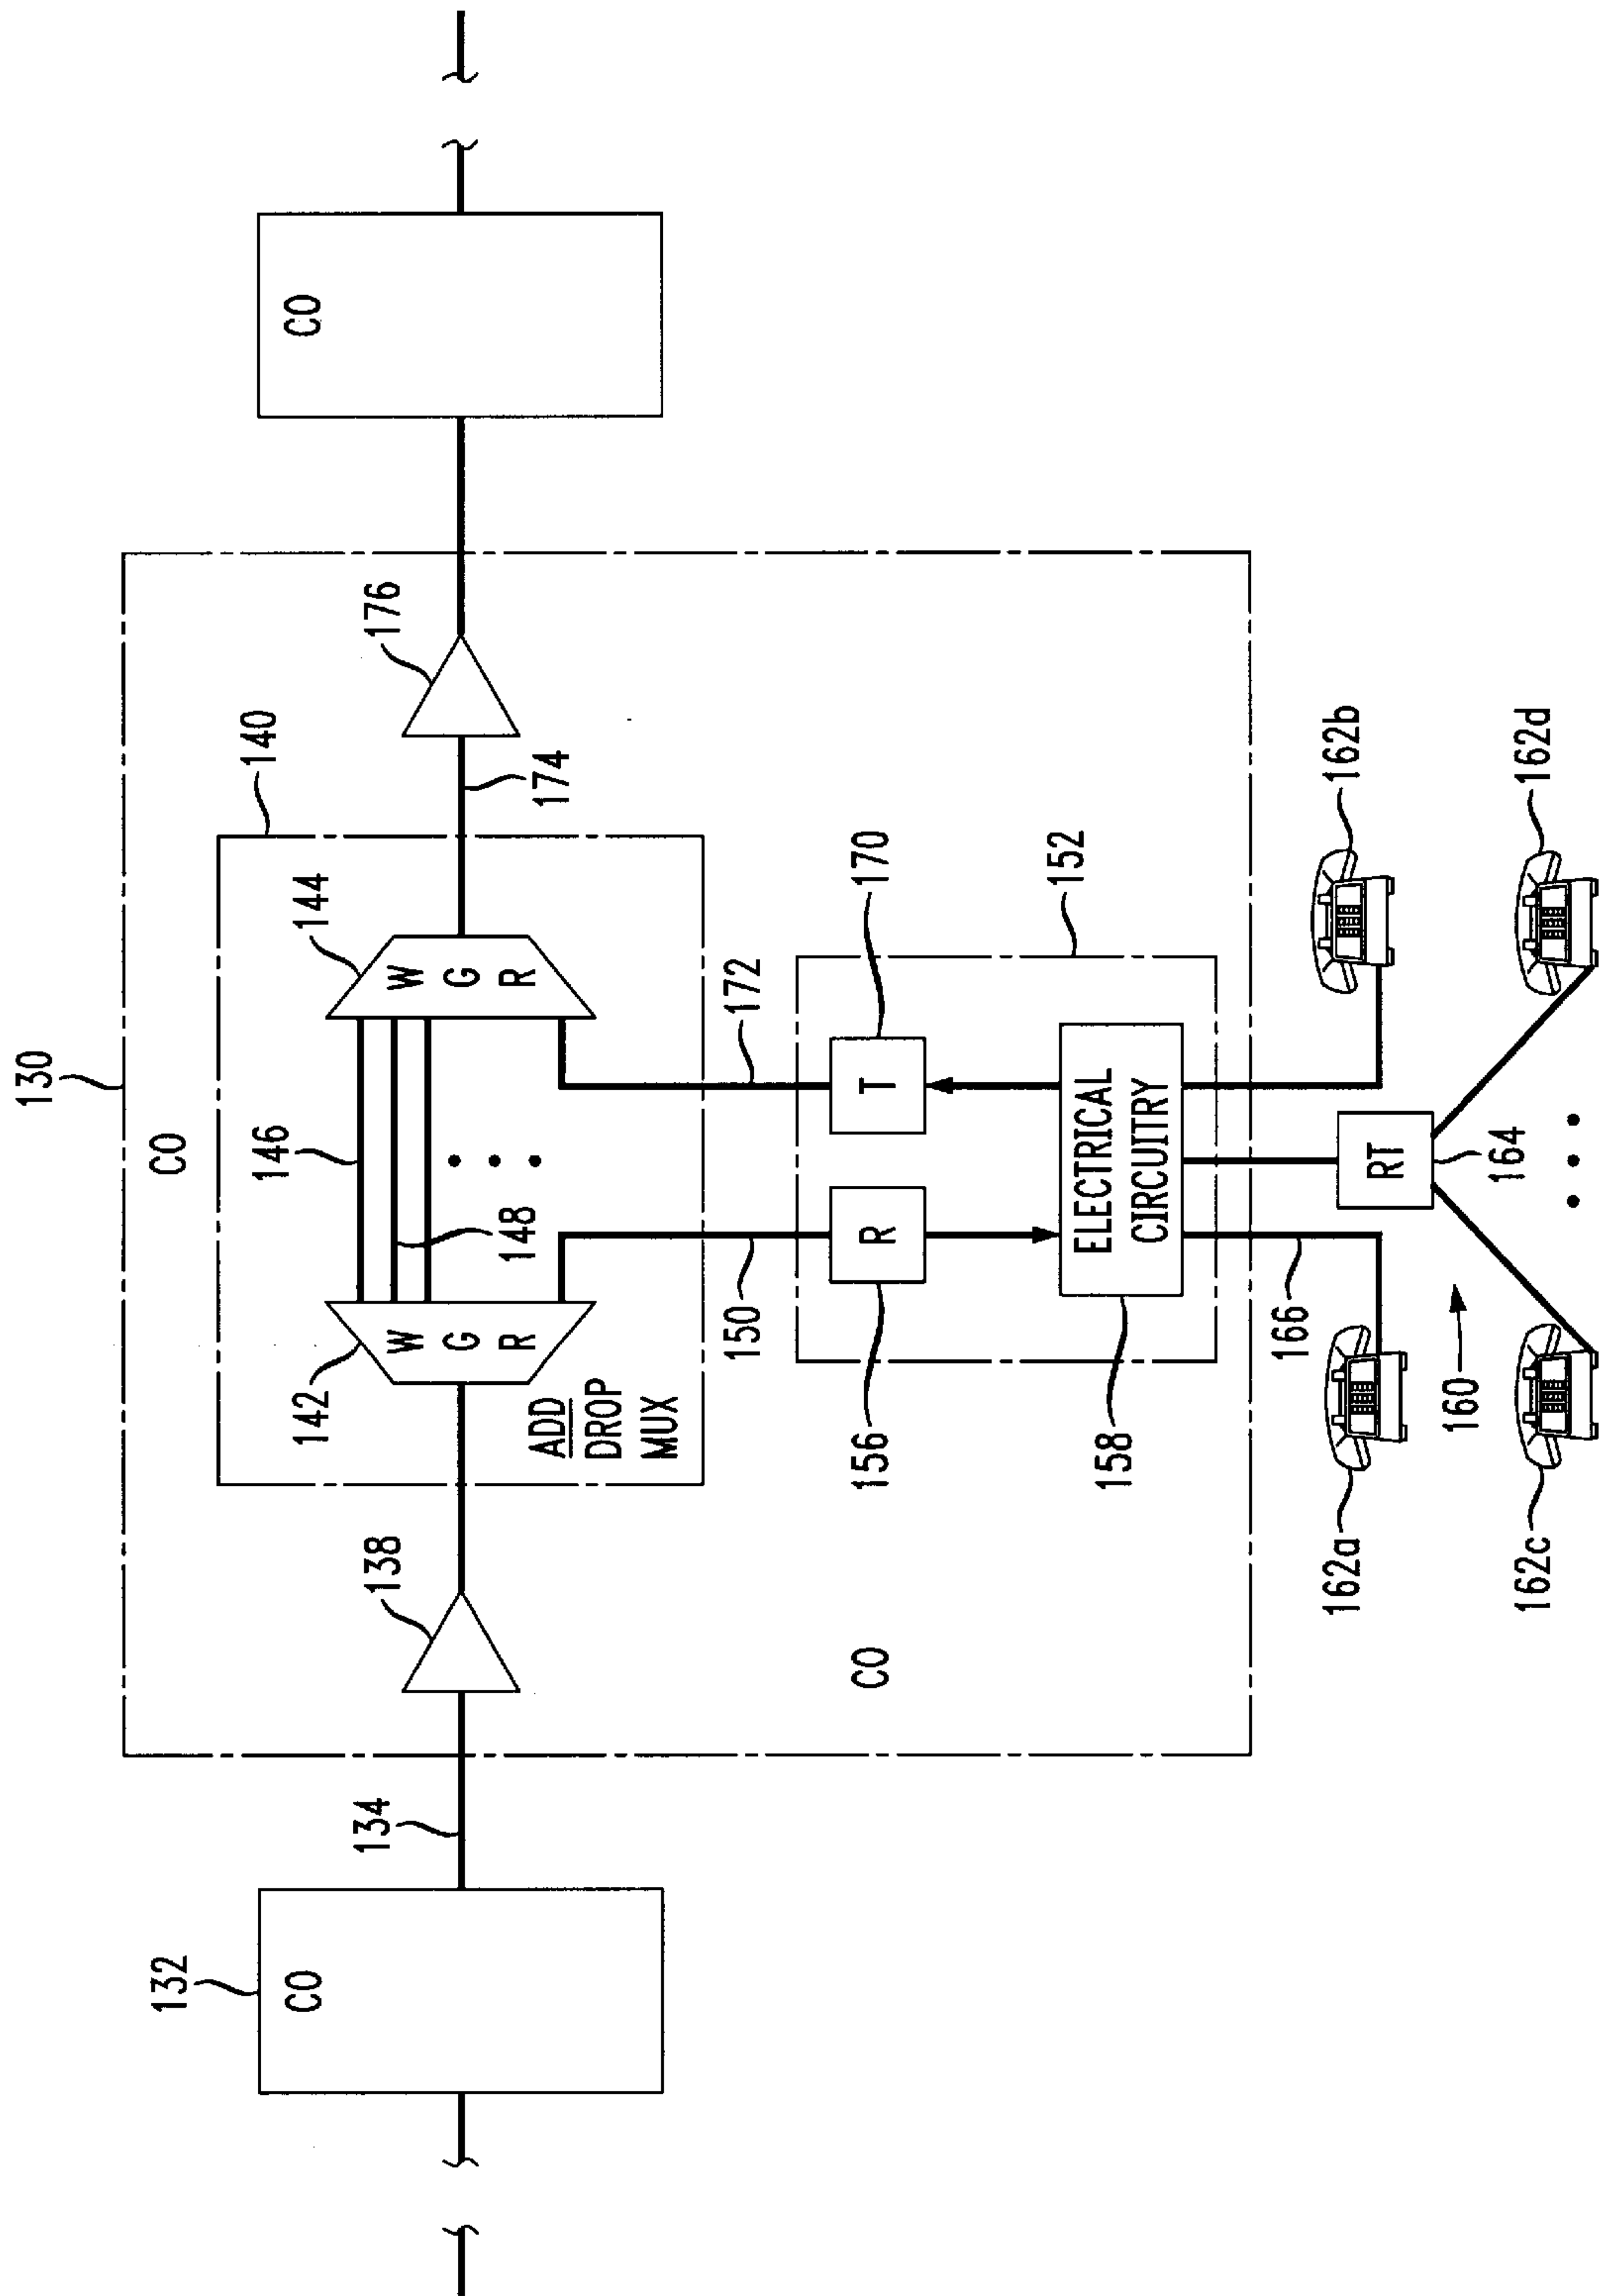 130
CO
140
176
CO
132
CO
134
138
142
W
G
R
146
148
144
W
G
R
174
ADD
DROP
MUX
150
172
CO
156
R
T
170
152
158
ELECTRICAL
CIRCUITRY
166
162a
162b
160
RT
164
162c
162d